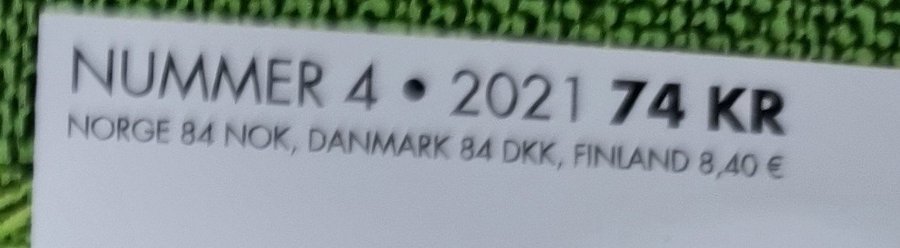 NUMMER 4 • 2021 74 KR
NORGE 84 NOK, DANMARK 84 DKK, FINLAND 8,40 €